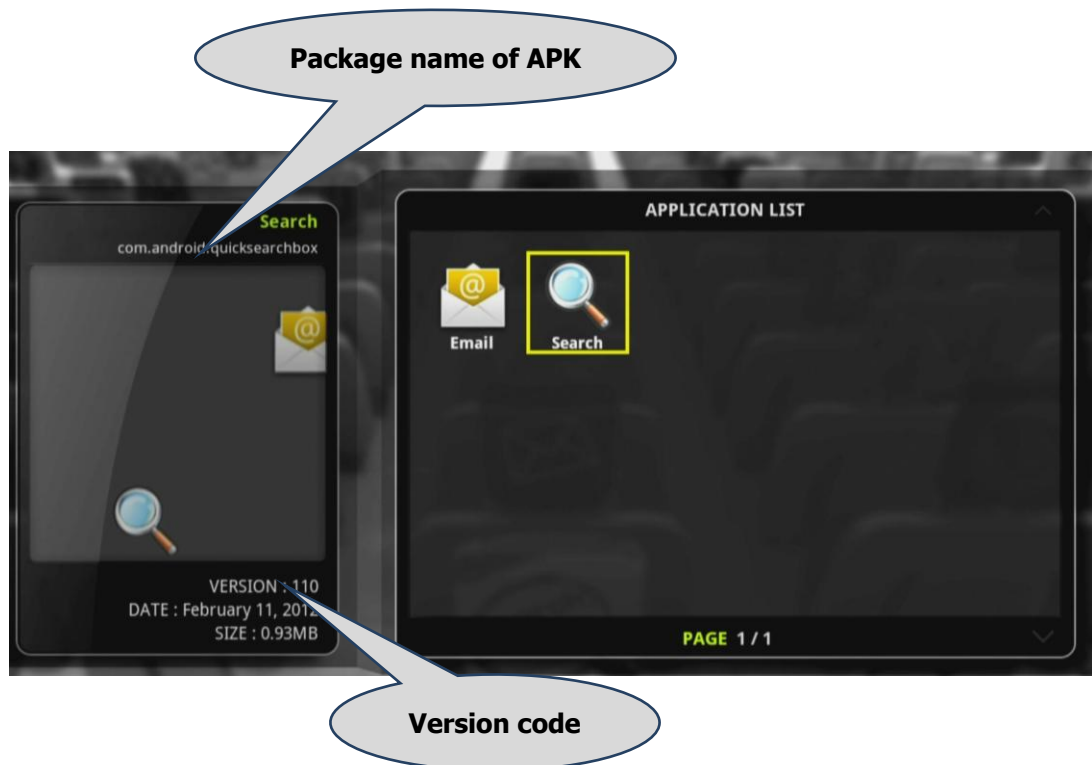 Package name of APK
Search
com.android.quicksearchbox
VERSION : 110
DATE : February 11, 2012
SIZE : 0.93MB
APPLICATION LIST
Email
Search
PAGE 1 / 1
Version code